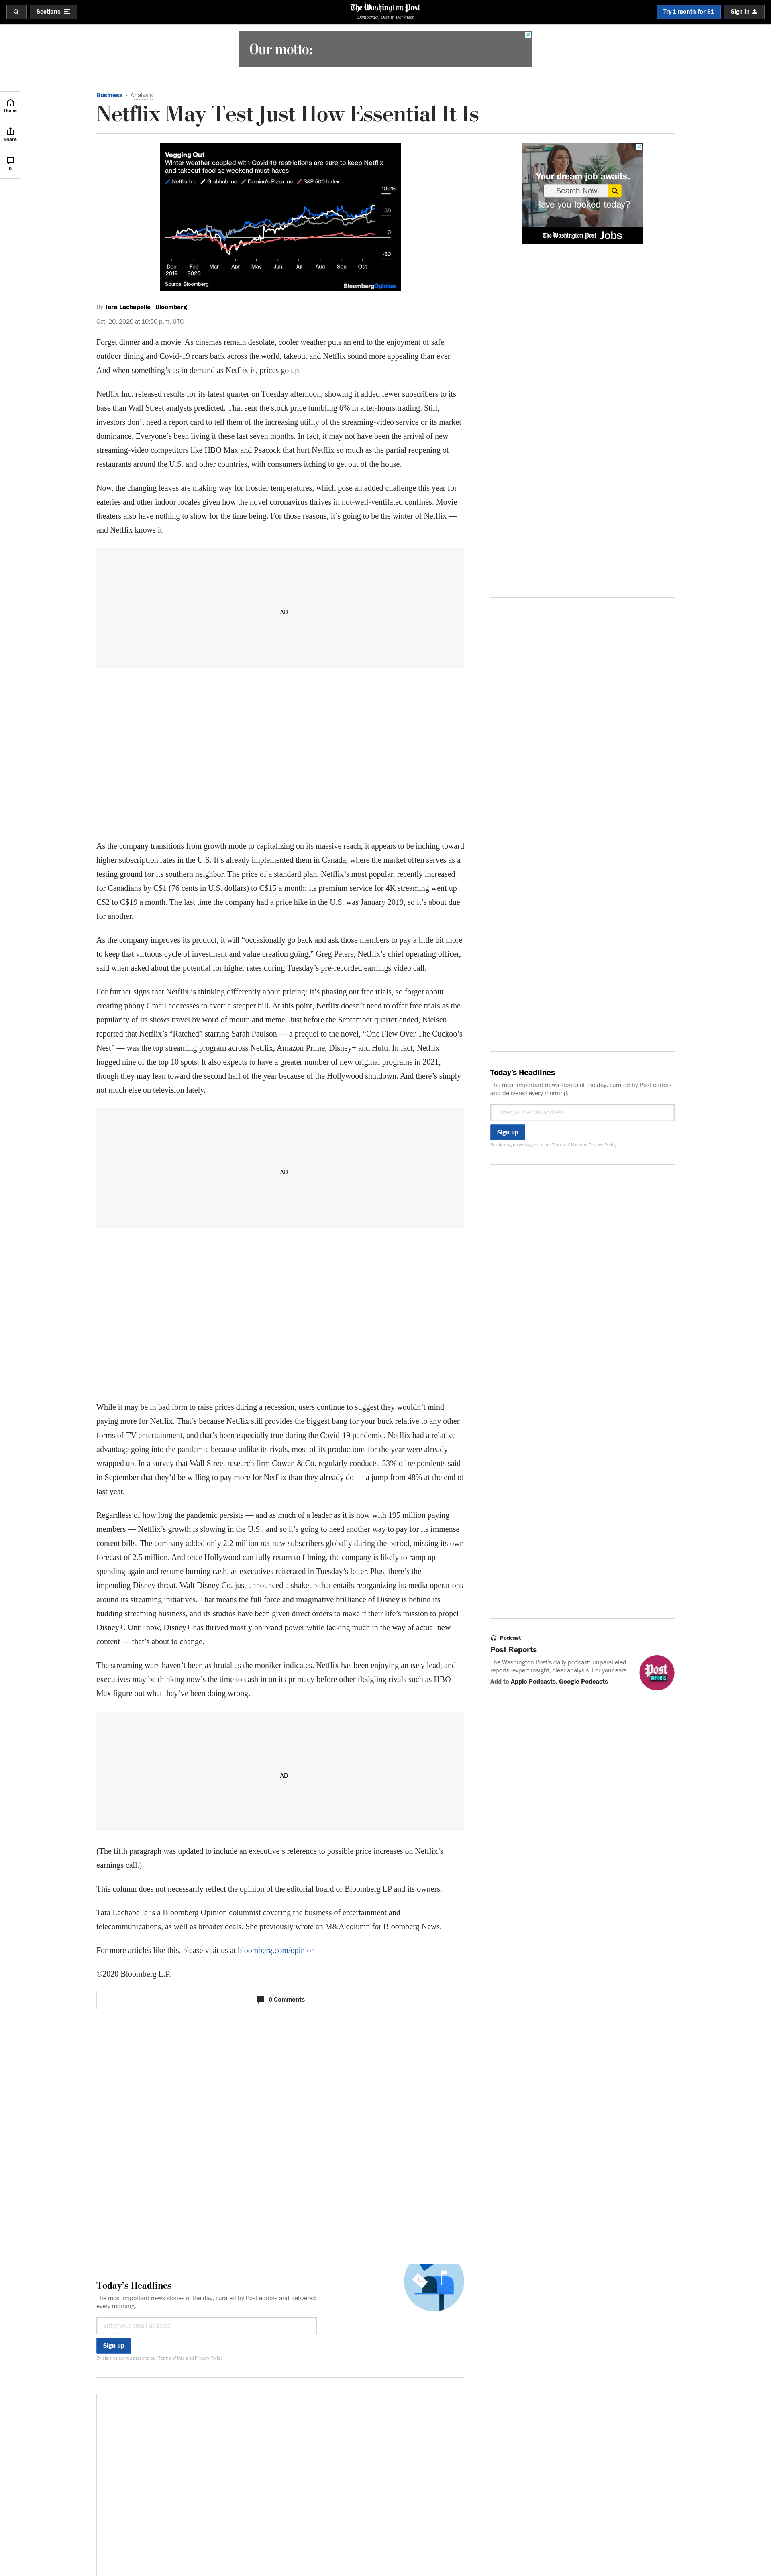 Sections
The Washington Post
Democracy Dies in Darkness
Try 1 month for $1
Sign in
Our motto:
Home
Share
0
Business • Analysis
Netflix May Test Just How Essential It Is
Vegging Out
Winter weather coupled with Covid-19 restrictions are sure to keep Netflix
and takeout food as weekend must-haves
Netflix Inc Grubhub Inc Domino's Pizza Inc S&P 500 Index
100%
50
0
-50
Dec Feb Mar Apr May Jun Jul Aug Sep Oct
2019 2020
Source: Bloomberg
BloombergOpinion
Your dream job awaits.
Search Now
Have you looked today?
The Washington Post Jobs
By Tara Lachapelle | Bloomberg
Oct. 20, 2020 at 10:50 p.m. UTC
Forget dinner and a movie. As cinemas remain desolate, cooler weather puts an end to the enjoyment of safe
outdoor dining and Covid-19 roars back across the world, takeout and Netflix sound more appealing than ever.
And when something's as in demand as Netflix is, prices go up.
Netflix Inc. released results for its latest quarter on Tuesday afternoon, showing it added fewer subscribers to its
base than Wall Street analysts predicted. That sent the stock price tumbling 6% in after-hours trading. Still,
investors don't need a report card to tell them of the increasing utility of the streaming-video service or its market
dominance. Everyone's been living it these last seven months. In fact, it may not have been the arrival of new
streaming-video competitors like HBO Max and Peacock that hurt Netflix so much as the partial reopening of
restaurants around the U.S. and other countries, with consumers itching to get out of the house.
Now, the changing leaves are making way for frostier temperatures, which pose an added challenge this year for
eateries and other indoor locales given how the novel coronavirus thrives in not-well-ventilated confines. Movie
theaters also have nothing to show for the time being. For those reasons, it's going to be the winter of Netflix —
and Netflix knows it.
AD
As the company transitions from growth mode to capitalizing on its massive reach, it appears to be inching toward
higher subscription rates in the U.S. It's already implemented them in Canada, where the market often serves as a
testing ground for its southern neighbor. The price of a standard plan, Netflix's most popular, recently increased
for Canadians by C$1 (76 cents in U.S. dollars) to C$15 a month; its premium service for 4K streaming went up
C$2 to C$19 a month. The last time the company had a price hike in the U.S. was January 2019, so it's about due
for another.
As the company improves its product, it will "occasionally go back and ask those members to pay a little bit more
to keep that virtuous cycle of investment and value creation going," Greg Peters, Netflix's chief operating officer,
said when asked about the potential for higher rates during Tuesday's pre-recorded earnings video call.
For further signs that Netflix is thinking differently about pricing: It's phasing out free trials, so forget about
creating phony Gmail addresses to avert a steeper bill. At this point, Netflix doesn't need to offer free trials as the
popularity of its shows travel by word of mouth and meme. Just before the September quarter ended, Nielsen
reported that Netflix's "Ratched" starring Sarah Paulson — a prequel to the novel, "One Flew Over The Cuckoo's
Nest" — was the top streaming program across Netflix, Amazon Prime, Disney+ and Hulu. In fact, Netflix
hogged nine of the top 10 spots. It also expects to have a greater number of new original programs in 2021,
though they may lean toward the second half of the year because of the Hollywood shutdown. And there's simply
not much else on television lately.
Today's Headlines
The most important news stories of the day, curated by Post editors
and delivered every morning.
Enter your email address
Sign up
By signing up you agree to our Terms of Use and Privacy Policy
AD
While it may be in bad form to raise prices during a recession, users continue to suggest they wouldn't mind
paying more for Netflix. That's because Netflix still provides the biggest bang for your buck relative to any other
forms of TV entertainment, and that's been especially true during the Covid-19 pandemic. Netflix had a relative
advantage going into the pandemic because unlike its rivals, most of its productions for the year were already
wrapped up. In a survey that Wall Street research firm Cowen & Co. regularly conducts, 53% of respondents said
in September that they'd be willing to pay more for Netflix than they already do — a jump from 48% at the end of
last year.
Regardless of how long the pandemic persists — and as much of a leader as it is now with 195 million paying
members — Netflix's growth is slowing in the U.S., and so it's going to need another way to pay for its immense
content bills. The company added only 2.2 million net new subscribers globally during the period, missing its own
forecast of 2.5 million. And once Hollywood can fully return to filming, the company is likely to ramp up
spending again and resume burning cash, as executives reiterated in Tuesday's letter. Plus, there's the
impending Disney threat. Walt Disney Co. just announced a shakeup that entails reorganizing its media operations
around its streaming initiatives. That means the full force and imaginative brilliance of Disney is behind its
budding streaming business, and its studios have been given direct orders to make it their life's mission to propel
Disney+. Until now, Disney+ has thrived mostly on brand power while lacking much in the way of actual new
content — that's about to change.
The streaming wars haven't been as brutal as the moniker indicates. Netflix has been enjoying an easy lead, and
executives may be thinking now's the time to cash in on its primacy before other fledgling rivals such as HBO
Max figure out what they've been doing wrong.
Podcast
Post Reports
The Washington Post's daily podcast: unparalleled
reports, expert insight, clear analysis. For your ears.
Add to Apple Podcasts, Google Podcasts
Post
REPORTS
AD
(The fifth paragraph was updated to include an executive's reference to possible price increases on Netflix's
earnings call.)
This column does not necessarily reflect the opinion of the editorial board or Bloomberg LP and its owners.
Tara Lachapelle is a Bloomberg Opinion columnist covering the business of entertainment and
telecommunications, as well as broader deals. She previously wrote an M&A column for Bloomberg News.
For more articles like this, please visit us at bloomberg.com/opinion
©2020 Bloomberg L.P.
0 Comments
Today's Headlines
The most important news stories of the day, curated by Post editors and delivered
every morning.
Enter your email address
Sign up
By signing up you agree to our Terms of Use and Privacy Policy